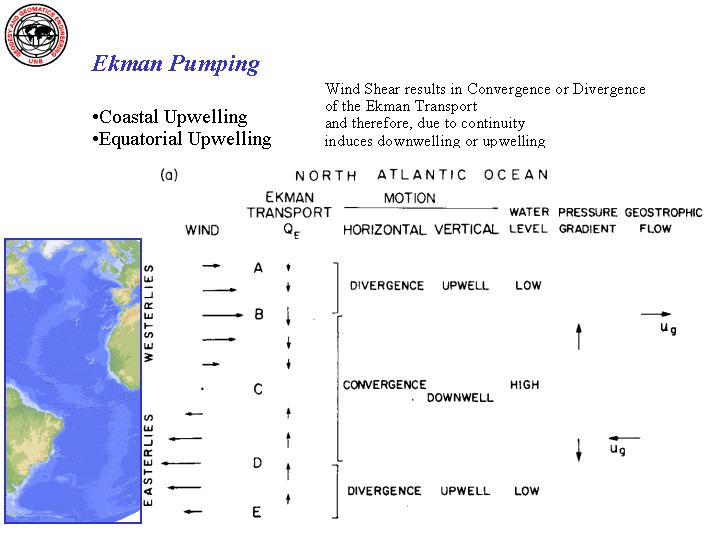 GEODESY AND GEOMATICS ENGINEERING
UNB
Ekman Pumping
•Coastal Upwelling
•Equatorial Upwelling
Wind Shear results in Convergence or Divergence
of the Ekman Transport
and therefore, due to continuity
induces downwelling or upwelling
(a) NORTH ATLANTIC OCEAN
EKMAN TRANSPORT QE
WIND
MOTION
HORIZONTAL VERTICAL
WATER LEVEL
PRESSURE GRADIENT
GEOSTROPHIC FLOW
WESTERLIES
EASTERLIES
A
DIVERGENCE UPWELL LOW
B
ug
C
CONVERGENCE DOWNWELL HIGH
D
ug
DIVERGENCE UPWELL LOW
E